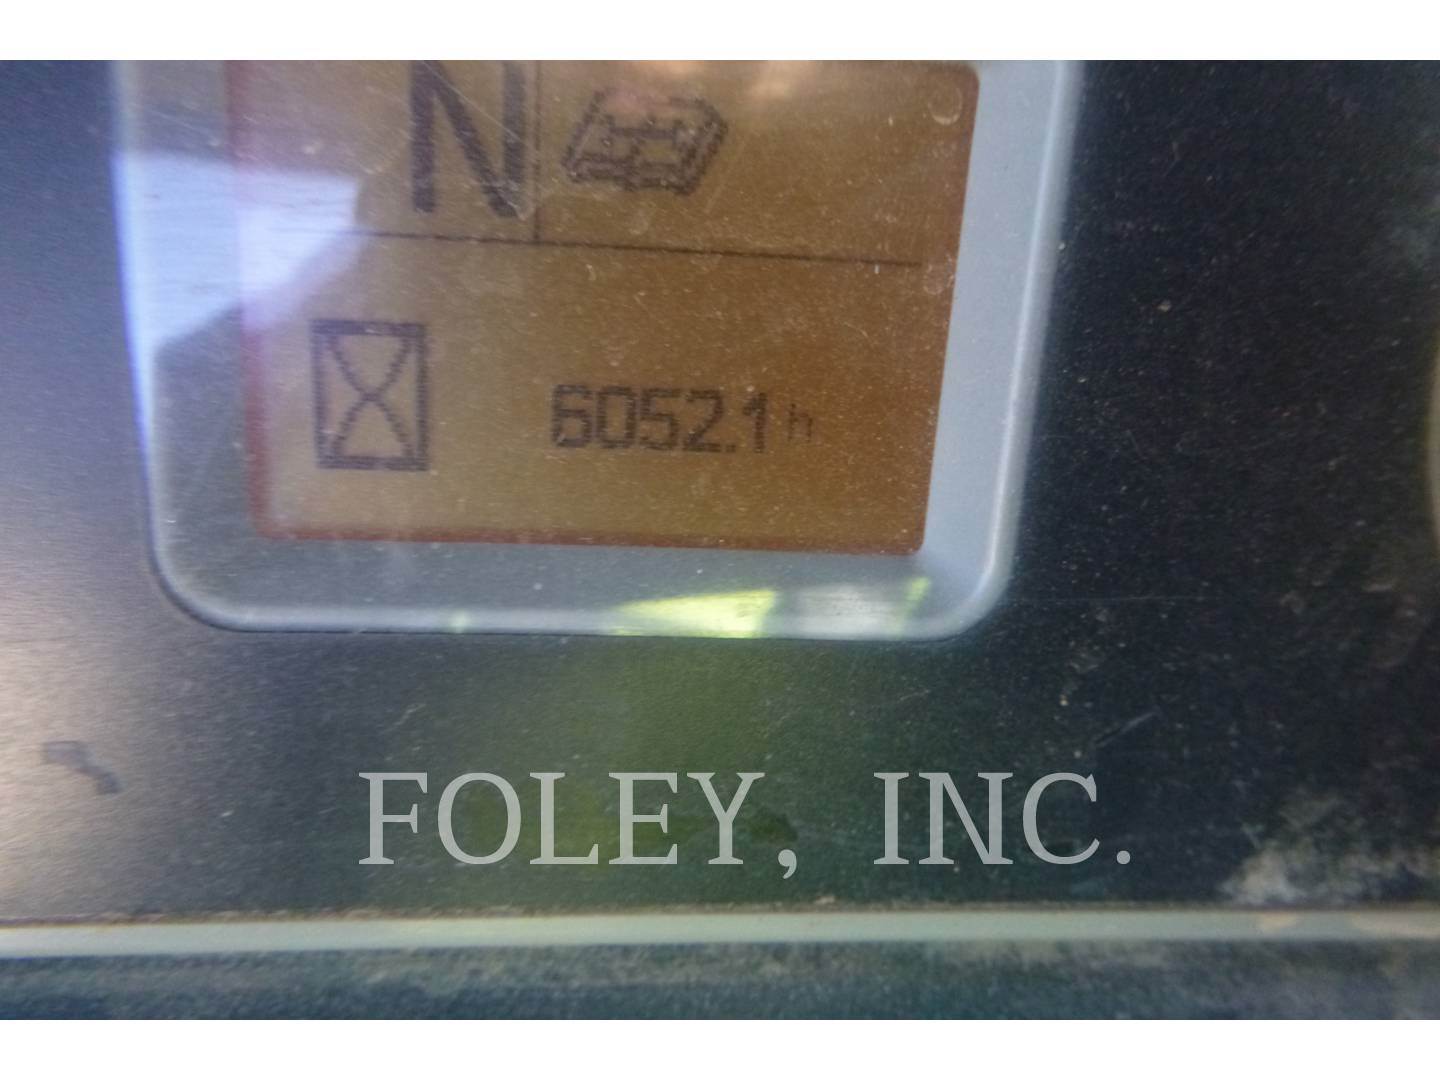 N
6052.1 h
FOLEY, INC.